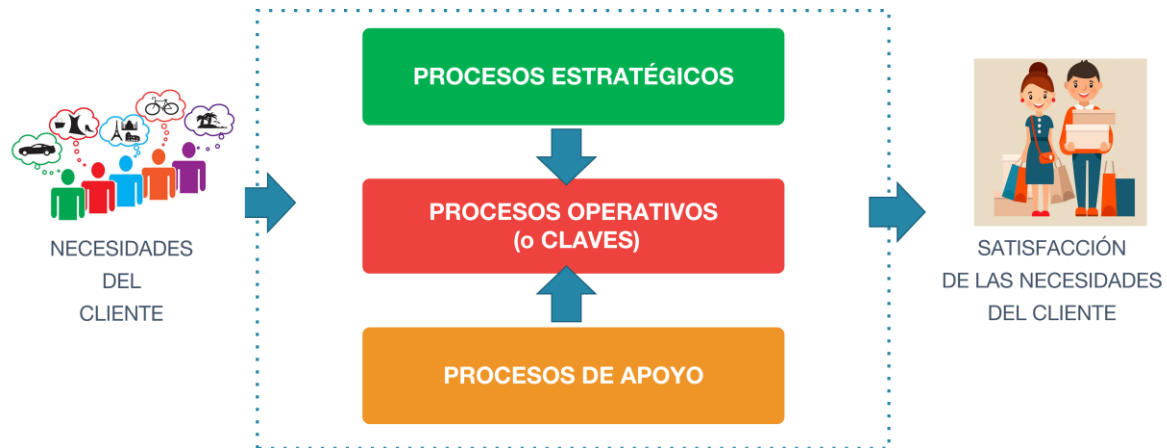 NECESIDADES
DEL
CLIENTE
PROCESOS ESTRATÉGICOS
PROCESOS OPERATIVOS
(o CLAVES)
PROCESOS DE APOYO
SATISFACCIÓN
DE LAS NECESIDADES
DEL CLIENTE